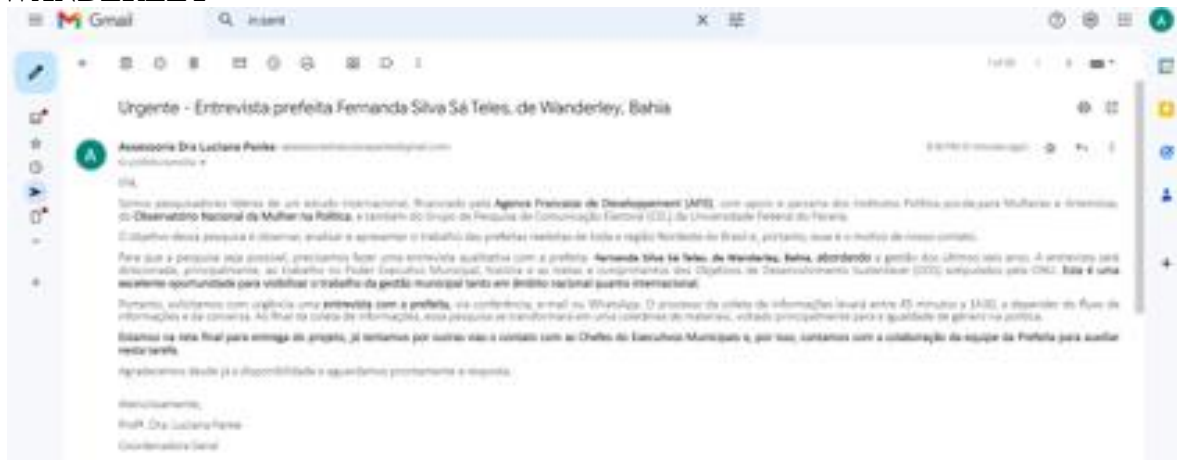 Gmail
in:sent
Urgente - Entrevista prefeita Fernanda Silva Sá Teles, de Wanderley, Bahia
Assessoria Dra Luciana Panke
Olá,
Somos pesquisadores líderes de um estudo internacional, financiado pela Agence Française de Développement (AFD), com apoio e parceria dos institutos Política por.de.para Mulheres e Artemisas,
do Observatório Nacional da Mulher na Política, e também do Grupo de Pesquisa de Comunicação Eleitoral (CEL) da Universidade Federal do Paraná.
O objetivo dessa pesquisa é observar, analisar e apresentar o trabalho das prefeitas reeleitas de toda a região Nordeste do Brasil e, portanto, esse é o motivo do nosso contato.
Para que a pesquisa seja possível, precisamos fazer uma entrevista qualitativa com a prefeita Fernanda Silva Sá Teles, de Wanderley, Bahia, abordando a gestão dos últimos seis anos. A entrevista será
direcionada, principalmente, ao trabalho no Poder Executivo Municipal, história e as metas e cumprimentos dos Objetivos de Desenvolvimento Sustentável (ODS) estipulados pela ONU. Esta é uma
excelente oportunidade para visibilizar o trabalho da gestão municipal tanto em âmbito nacional quanto internacional.
Portanto, solicitamos com urgência uma entrevista com a prefeita, via conferência, e-mail ou WhatsApp. O processo da coleta de informações levará entre 45 minutos a 1h30, a depender do fluxo de
informações e da conversa. Ao final da coleta de informações, essa pesquisa se transformará em uma coletânea de materiais, voltado principalmente para a igualdade de gênero na política.
Estamos na reta final para entrega do projeto, já tentamos por outras vias o contato com as Chefes do Executivos Municipais e, por isso, contamos com a colaboração da equipe da Prefeita para auxiliar
nesta tarefa.
Agradecemos desde já a disponibilidade e aguardamos prontamente a resposta.
Atenciosamente,
Profª. Dra. Luciana Panke
Coordenadora Geral